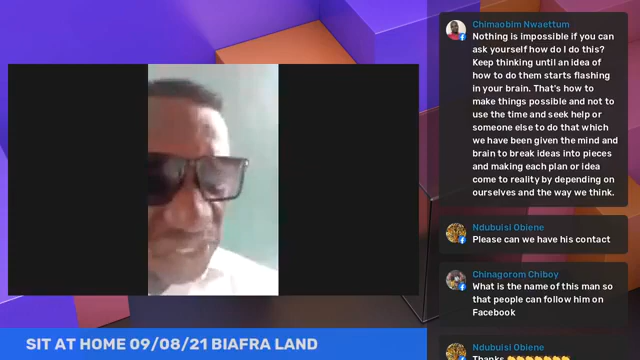 Chimaobim Nwaettum
Nothing is impossible if you can
ask yourself how do I do this?
Keep thinking until an idea of
how to do them starts flashing
in your brain. That's how to
make things possible and not to
use the time and seek help or
someone else to do that which
we have been given the mind and
brain to break ideas into pieces
and making each plan or idea
come to reality by depending on
ourselves and the way we think.
Ndubuisi Obiene
Please can we have his contact
Chinagorom Chiboy
What is the name of this man so
that people can follow him on
Facebook
Ndubuisi Obiene
Thanks 👏👏👏👏👏👏👏
SIT AT HOME 09/08/21 BIAFRA LAND